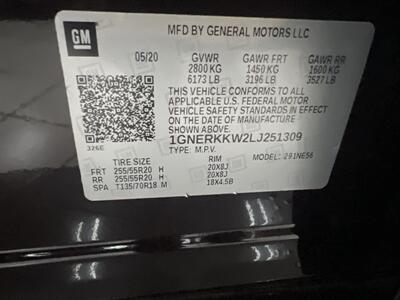 GM
MFD BY GENERAL MOTORS LLC
05/20 GVWR GAWR FRT GAWR RR
2800 KG 1450 KG 1600 KG
6173 LB 3196 LB 3527 LB
THIS VEHICLE CONFORMS TO ALL
APPLICABLE U.S. FEDERAL MOTOR
VEHICLE SAFETY STANDARDS IN EFFECT ON
THE DATE OF MANUFACTURE SHOWN ABOVE.
1GNERKKW2LJ251309
326E TYPE: M.P.V. MODEL: 291NE56
TIRE SIZE RIM
FRT 255/55R20 H 20X8J
RR 255/55R20 H 20X8J
SPA T135/70R18 M 18X4.5B